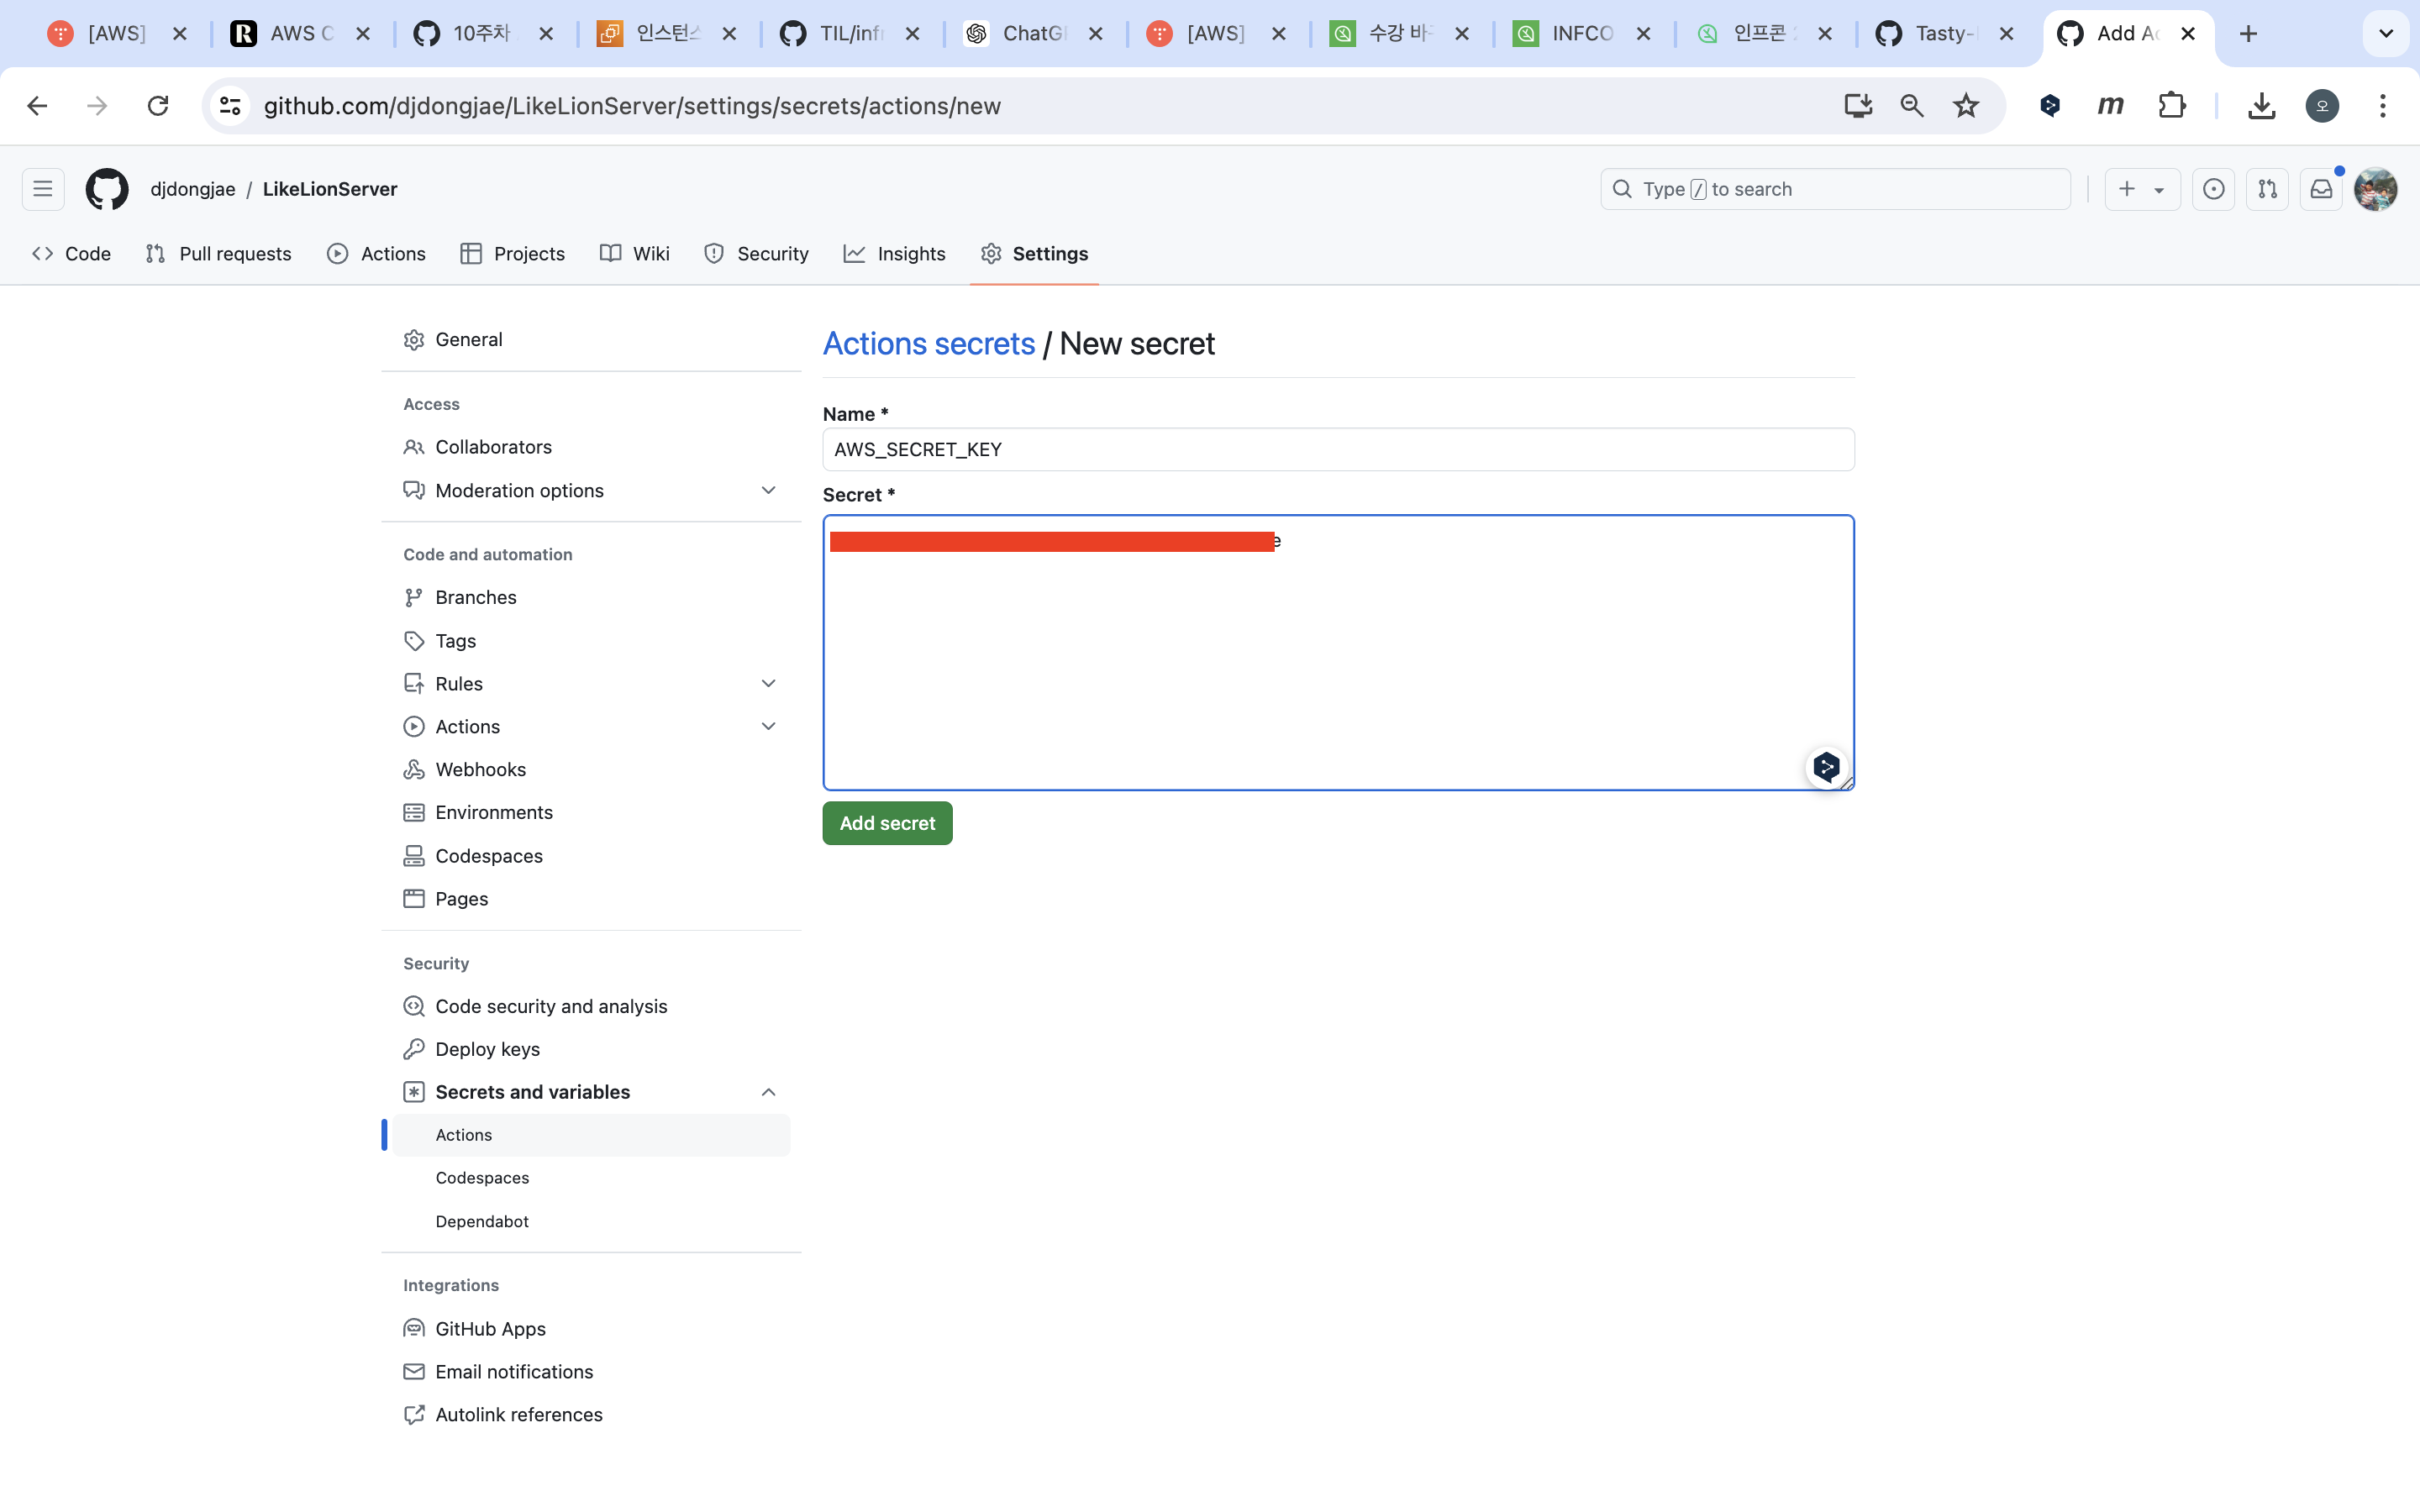 [AWS]
AWS C
10주차
인스턴스
TIL/infr
ChatG
[AWS]
수강 바
INFCO
인프콘
Tasty-
Add Ac
github.com/djdongjae/LikeLionServer/settings/secrets/actions/new
m
오
djdongjae / LikeLionServer
Type / to search
Code
Pull requests
Actions
Projects
Wiki
Security
Insights
Settings
General
Access
Collaborators
Moderation options
Code and automation
Branches
Tags
Rules
Actions
Webhooks
Environments
Codespaces
Pages
Security
Code security and analysis
Deploy keys
Secrets and variables
Actions
Codespaces
Dependabot
Integrations
GitHub Apps
Email notifications
Autolink references
Actions secrets / New secret
Name *
AWS_SECRET_KEY
Secret *
e
Add secret